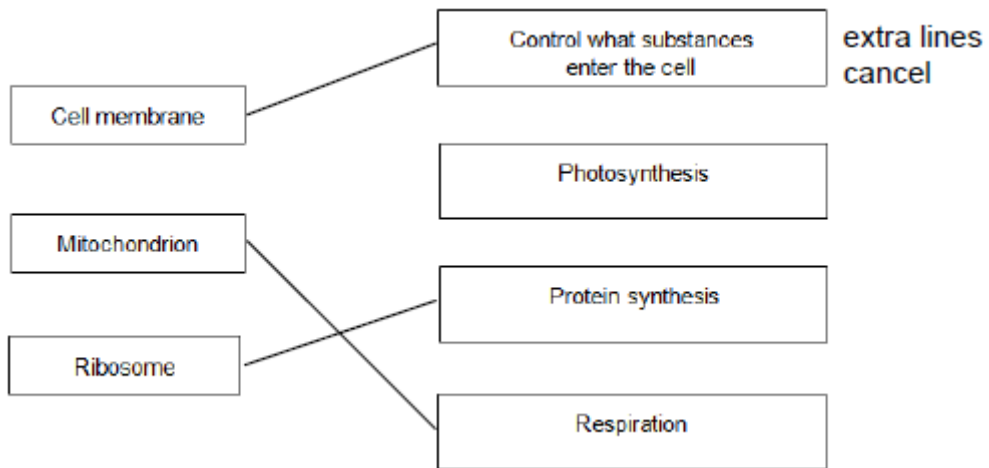 Control what substances
enter the cell
extra lines
cancel
Cell membrane
Photosynthesis
Mitochondrion
Protein synthesis
Ribosome
Respiration